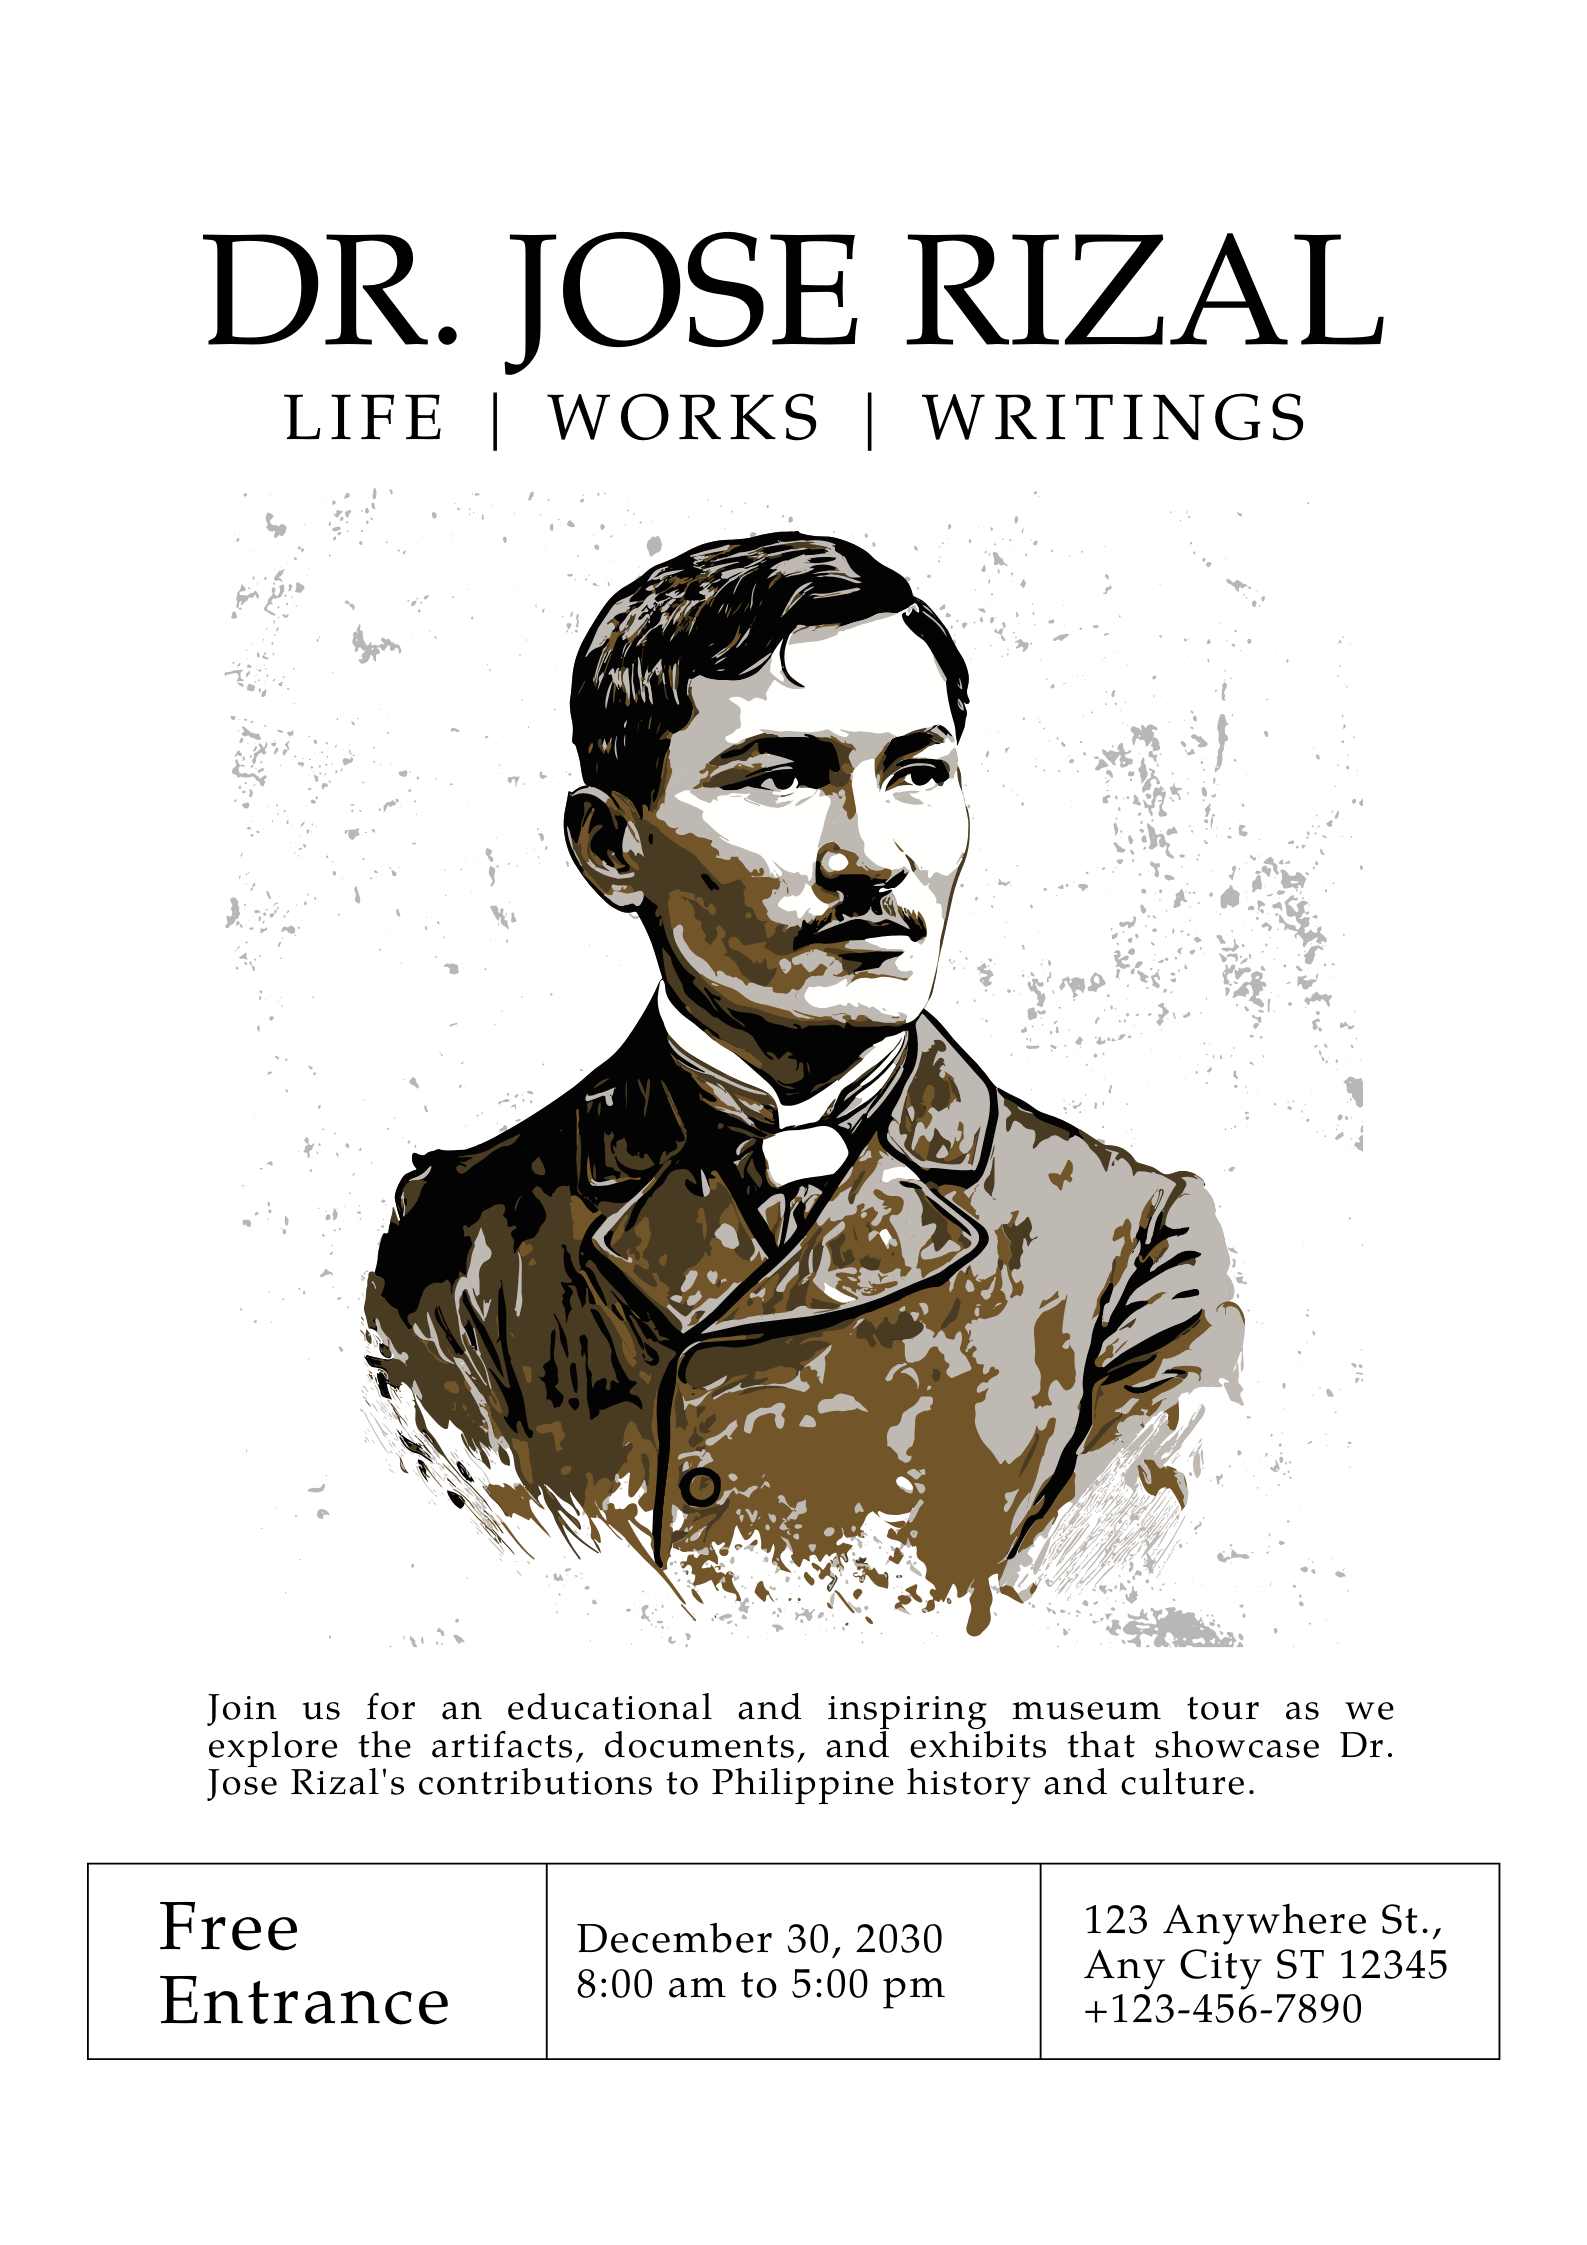 DR. JOSE RIZAL
LIFE | WORKS | WRITINGS
Join us for an educational and inspiring museum tour as we
explore the artifacts, documents, and exhibits that showcase Dr.
Jose Rizal's contributions to Philippine history and culture.
Free
Entrance
December 30, 2030
8:00 am to 5:00 pm
123 Anywhere St.,
Any City ST 12345
+123-456-7890